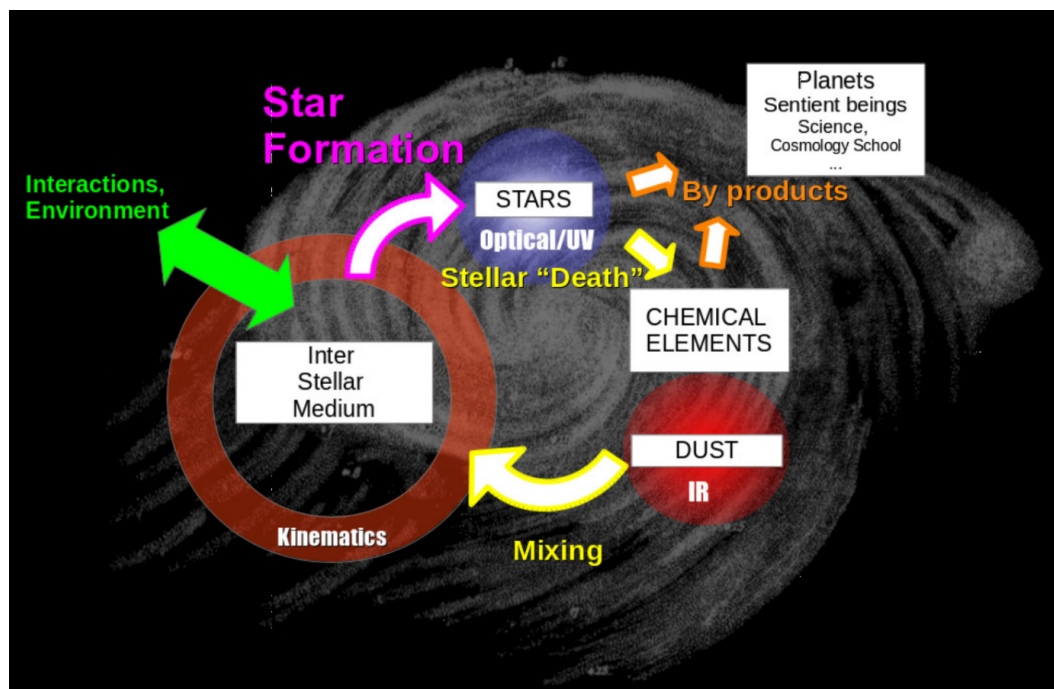 Star
Formation
Planets
Sentient beings
Science,
Cosmology School
...
Interactions,
Environment
STARS
By products
Optical/UV
Stellar “Death”
CHEMICAL
ELEMENTS
Inter
Stellar
Medium
DUST
IR
Kinematics
Mixing